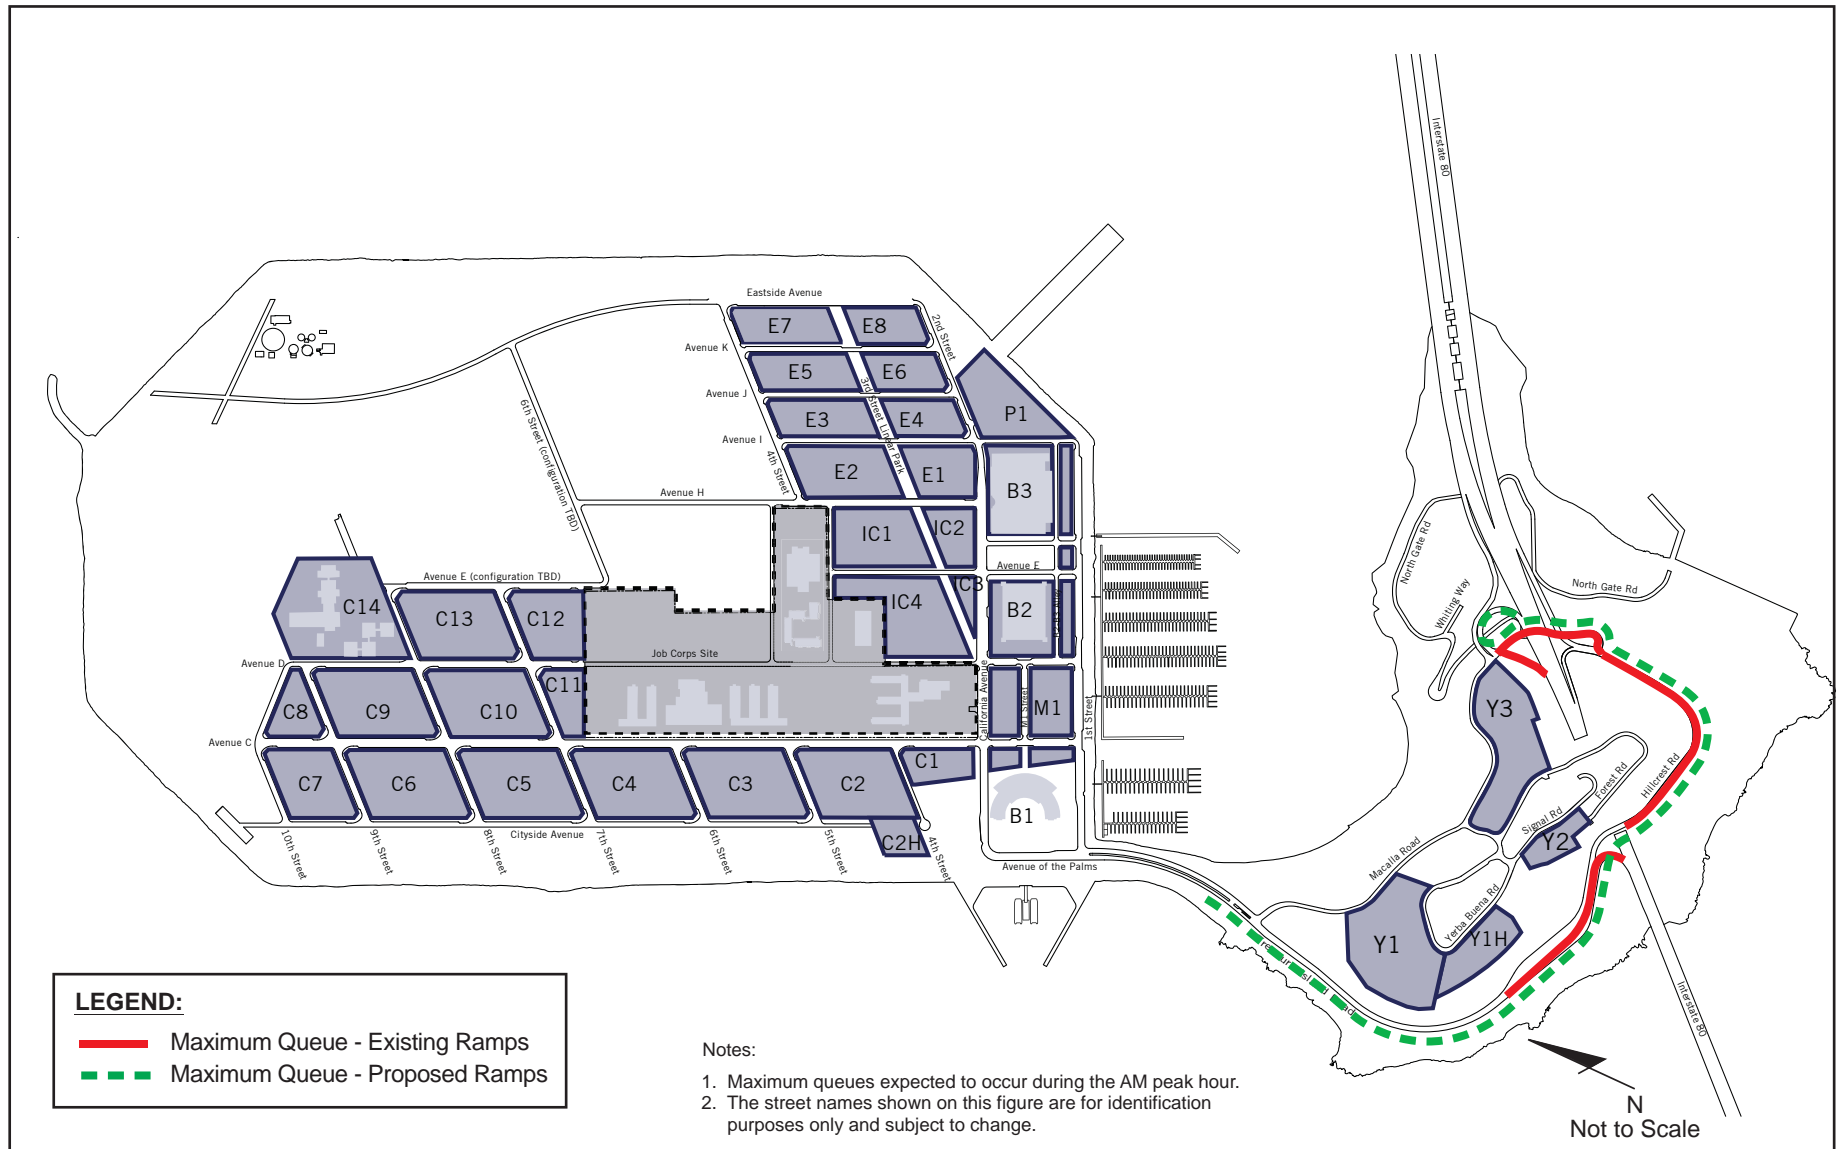 Interstate 80
Eastside Avenue
E7
E8
2nd Street
Avenue K
E5
E6
3rd Street Linear Park
Avenue J
E3
E4
P1
Avenue I
4th Street
E2
E1
B3
6th Street (configuration TBD)
Avenue H
IC1
IC2
North Gate Rd
North Gate Rd
Whiting Way
Avenue E (configuration TBD)
Avenue E
C14
C13
C12
IC4
IC3
B2
Job Corps Site
Avenue D
C11
C8
C9
C10
California Avenue
M1 Street
M1
1st Street
Y3
Avenue C
C7
C6
C5
C4
C3
C2
C1
B1
C2H
Hillcrest Rd
Forest Rd
Signal Rd
Y2
10th Street
9th Street
8th Street
Cityside Avenue
7th Street
6th Street
5th Street
4th Street
Avenue of the Palms
Macalla Road
Yerba Buena Rd
Y1
Y1H
Interstate 80
LEGEND:
Maximum Queue - Existing Ramps
Maximum Queue - Proposed Ramps
Notes:
1. Maximum queues expected to occur during the AM peak hour.
2. The street names shown on this figure are for identification
purposes only and subject to change.
N
Not to Scale